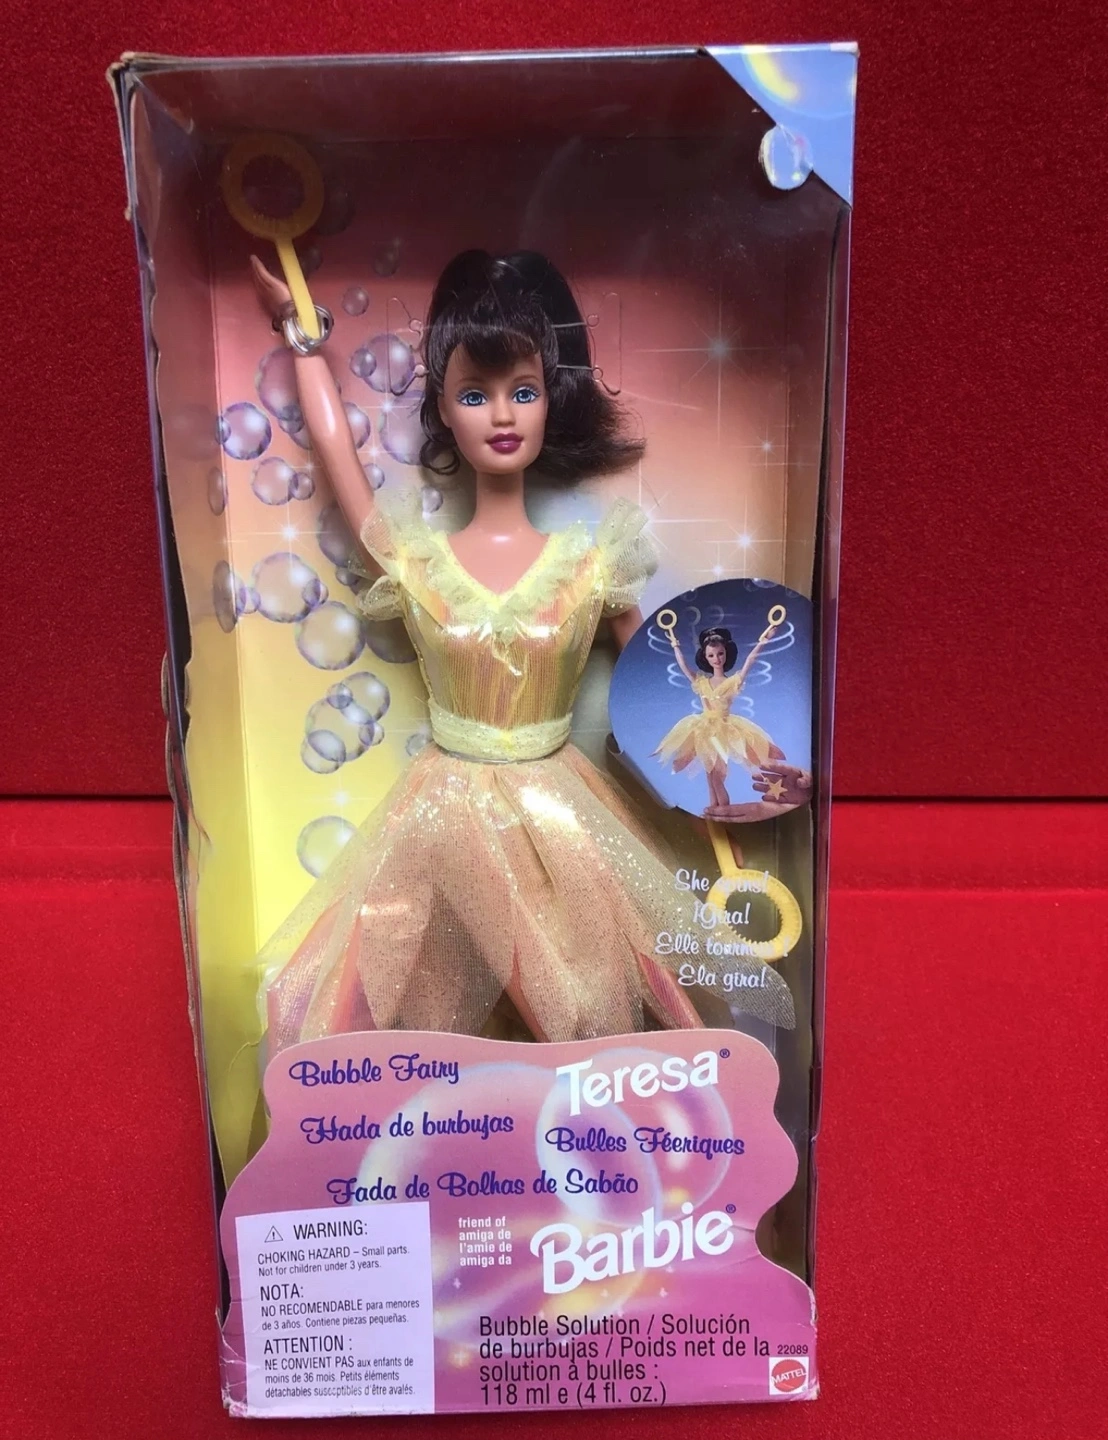 She spins!
¡Gira!
Elle tourne !
Ela gira!
Bubble Fairy
Teresa®
Hada de burbujas
Bulles Féeriques
Fada de Bolhas de Sabão
friend of
amiga de
l'amie de
amiga da
Barbie®
⚠ WARNING:
CHOKING HAZARD – Small parts.
Not for children under 3 years.
NOTA:
NO RECOMENDABLE para menores
de 3 años. Contiene piezas pequeñas.
ATTENTION :
NE CONVIENT PAS aux enfants de
moins de 36 mois. Petits éléments
détachables susceptibles d'être avalés.
Bubble Solution / Solución
de burbujas / Poids net de la
solution à bulles :
118 ml e (4 fl. oz.)
22089
MATTEL